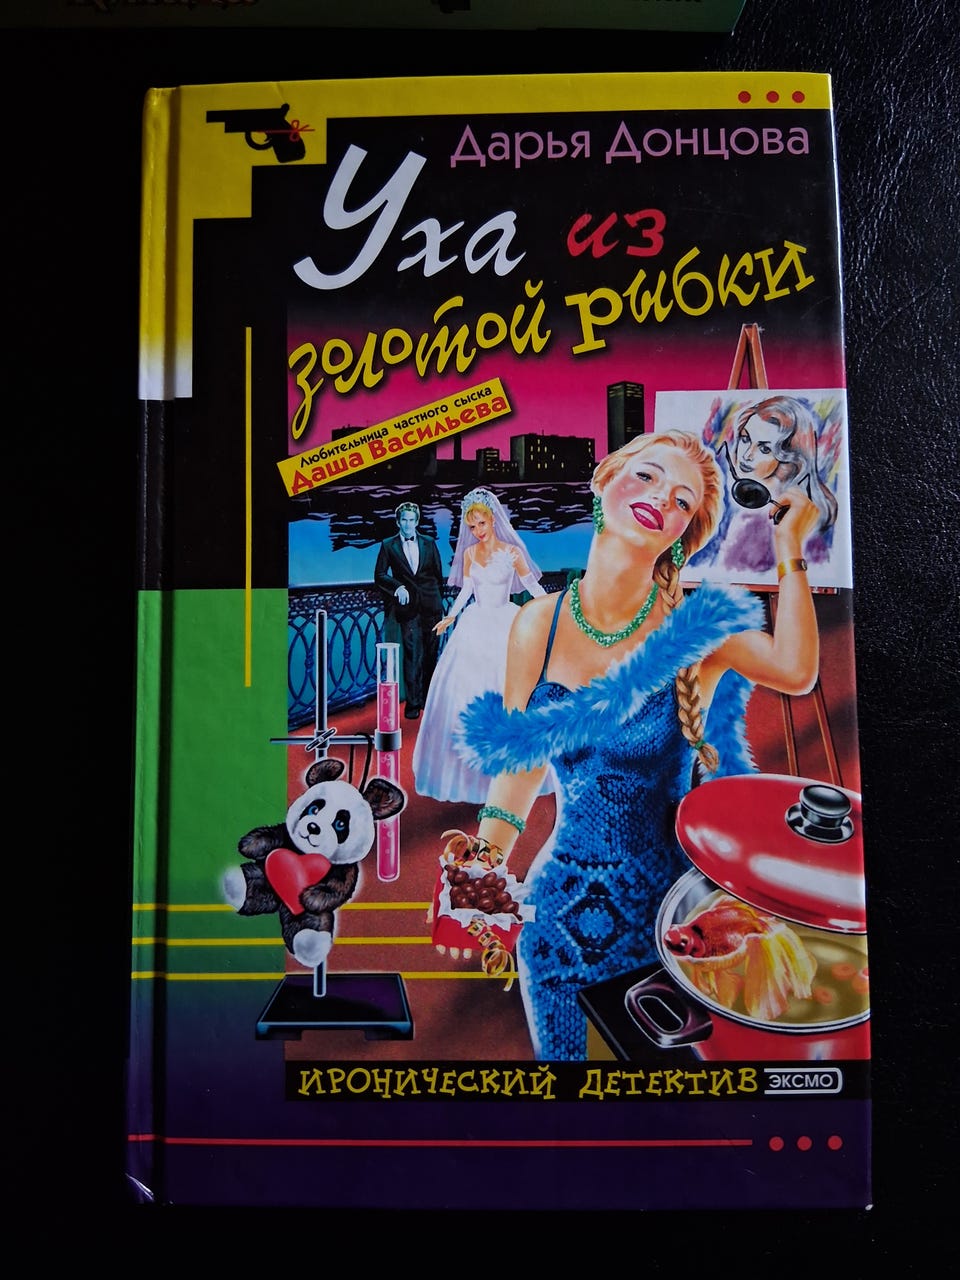 Дарья Донцова
Уха из
золотой рыбки
Любительница частного сыска
Даша Васильева
ИРОНИЧЕСКИЙ ДЕТЕКТИВ
ЭКСМО